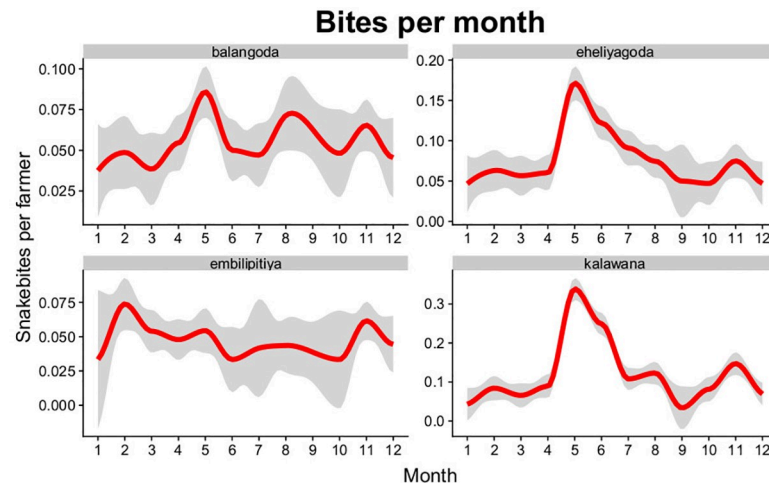 Bites per month
balangoda
eheliyagoda
0.100
0.075
0.050
0.025
0.20
0.15
0.10
0.05
0.00
1 2 3 4 5 6 7 8 9 10 11 12
1 2 3 4 5 6 7 8 9 10 11 12
embilipitiya
kalawana
0.075
0.050
0.025
0.000
0.3
0.2
0.1
0.0
1 2 3 4 5 6 7 8 9 10 11 12
1 2 3 4 5 6 7 8 9 10 11 12
Snakebites per farmer
Month